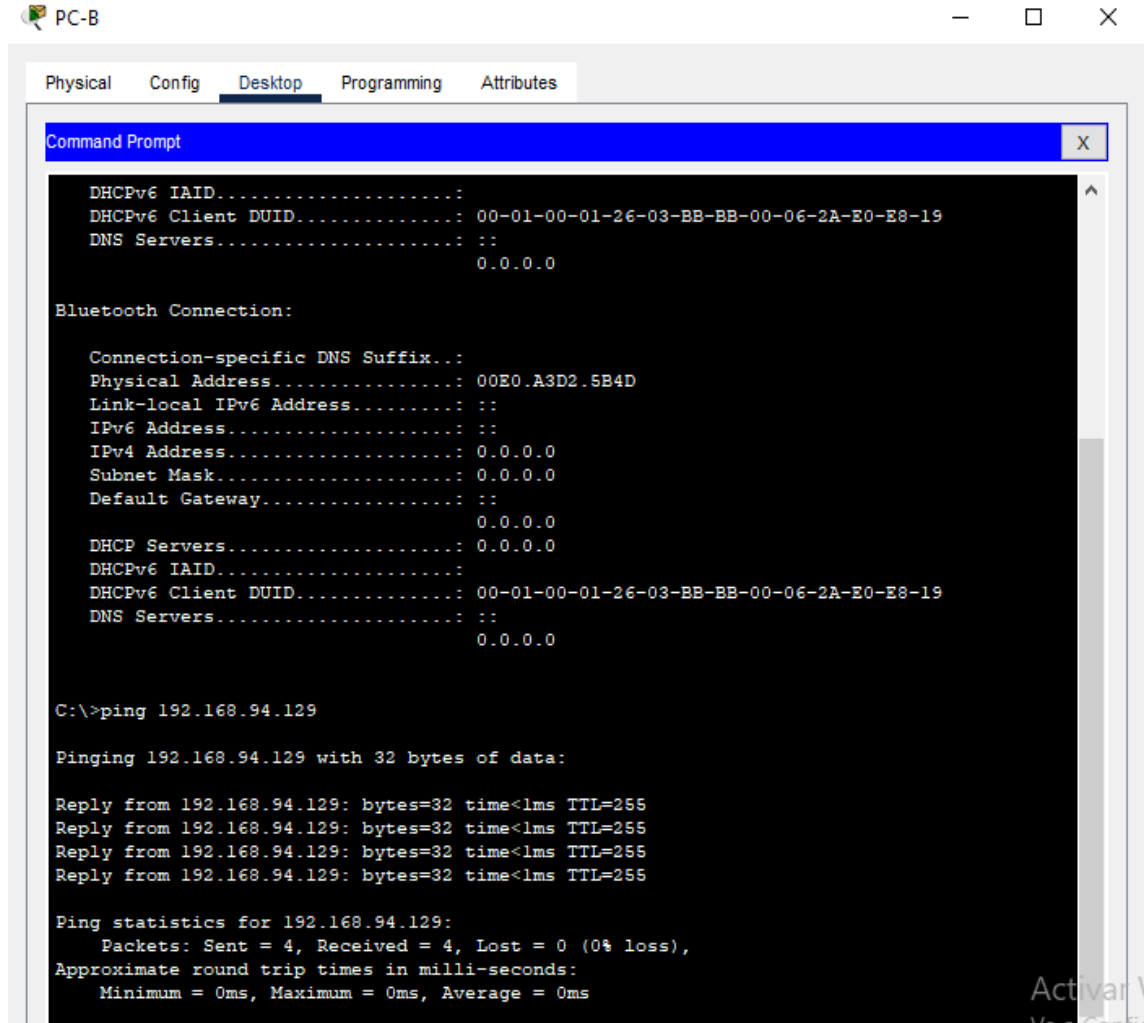 PC-B
Physical Config Desktop Programming Attributes
Command Prompt X
DHCPv6 IAID.....................:
DHCPv6 Client DUID..............: 00-01-00-01-26-03-BB-BB-00-06-2A-E0-E8-19
DNS Servers.....................: ::
0.0.0.0
Bluetooth Connection:
Connection-specific DNS Suffix..:
Physical Address................: 00E0.A3D2.5B4D
Link-local IPv6 Address.........: ::
IPv6 Address....................: ::
IPv4 Address....................: 0.0.0.0
Subnet Mask.....................: 0.0.0.0
Default Gateway.................: ::
0.0.0.0
DHCP Servers....................: 0.0.0.0
DHCPv6 IAID.....................:
DHCPv6 Client DUID..............: 00-01-00-01-26-03-BB-BB-00-06-2A-E0-E8-19
DNS Servers.....................: ::
0.0.0.0
C:\>ping 192.168.94.129
Pinging 192.168.94.129 with 32 bytes of data:
Reply from 192.168.94.129: bytes=32 time<1ms TTL=255
Reply from 192.168.94.129: bytes=32 time<1ms TTL=255
Reply from 192.168.94.129: bytes=32 time<1ms TTL=255
Reply from 192.168.94.129: bytes=32 time<1ms TTL=255
Ping statistics for 192.168.94.129:
Packets: Sent = 4, Received = 4, Lost = 0 (0% loss),
Approximate round trip times in milli-seconds:
Minimum = 0ms, Maximum = 0ms, Average = 0ms
Activar